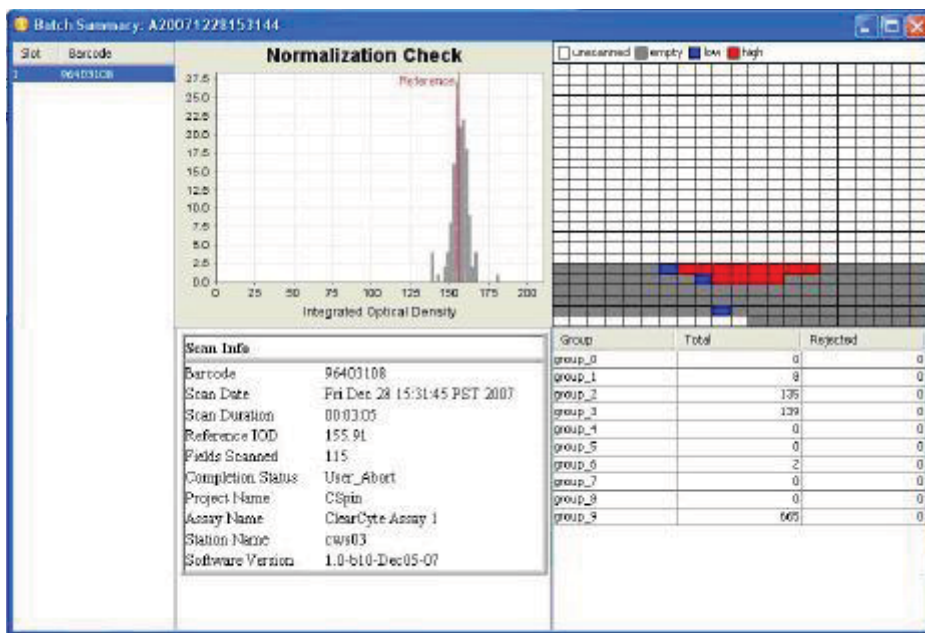 Batch Summary: A20071228153144
Slot Barcode
1 96403108
Normalization Check
Reference
27.5
25.0
22.5
20.0
17.5
15.0
12.5
10.0
7.5
5.0
2.5
0.0
0 25 50 75 100 125 150 175 200
Integrated Optical Density
unscanned empty low high
Scan Info
Barcode 96403108
Scan Date Fri Dec 28 15:31:45 PST 2007
Scan Duration 00:03:05
Reference IOD 155.91
Fields Scanned 115
Completion Status User_Abort
Project Name CSpin
Assay Name ClearCyte Assay 1
Station Name cws03
Software Version 1.0-b10-Dec05-07
Group Total Rejected
group_0 0 0
group_1 8 0
group_2 135 0
group_3 139 0
group_4 0 0
group_5 0 0
group_6 2 0
group_7 0 0
group_8 0 0
group_9 665 0